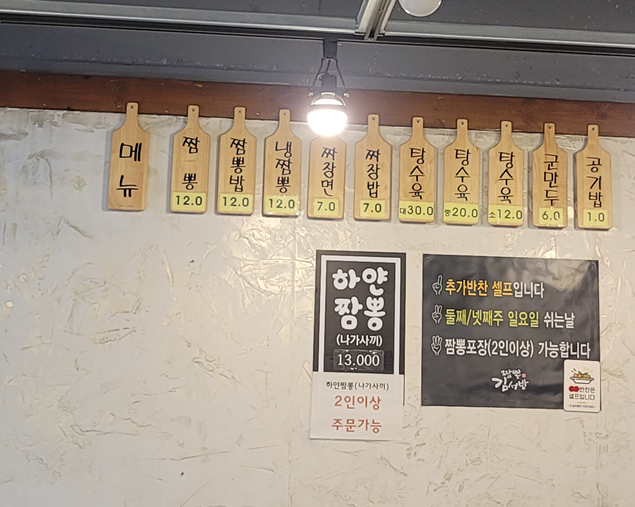 메뉴
짬뽕 12.0
짬뽕밥 12.0
냉짬뽕 12.0
짜장면 7.0
짜장밥 7.0
탕수육 대30.0
탕수육 중20.0
탕수육 소12.0
군만두 6.0
공기밥 1.0
하얀
짬뽕
(나가사끼)
13.000
하얀짬뽕(나가사끼)
2인이상
주문가능
추가반찬 셀프입니다
둘째/넷째주 일요일 쉬는날
짬뽕포장(2인이상) 가능합니다
짬뽕
김서방
반찬은
셀프입니다